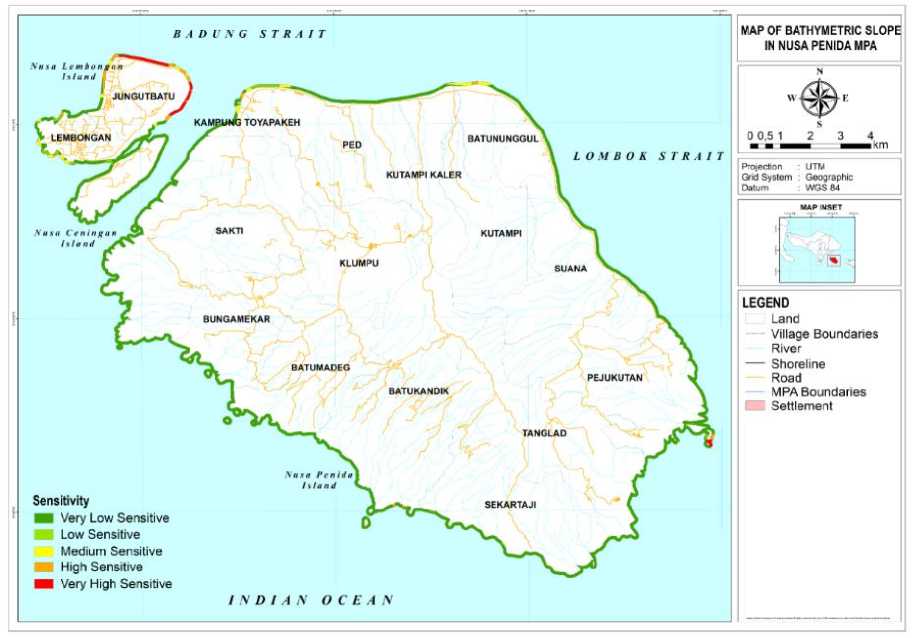 BADUNG STRAIT
Nusa Lembongan
Island
JUNGUTBATU
LEMBONGAN
KAMPUNG TOYAPAKEH
PED
BATUNUNGGUL
LOMBOK STRAIT
KUTAMPI KALER
Nusa Ceningan
Island
SAKTI
KUTAMPI
KLUMPU
SUANA
BUNGAMEKAR
BATUMADEG
BATUKANDIK
PEJUKUTAN
TANGLAD
Nusa Penida
Island
SEKARTAJI
INDIAN OCEAN
Sensitivity
Very Low Sensitive
Low Sensitive
Medium Sensitive
High Sensitive
Very High Sensitive
MAP OF BATHYMETRIC SLOPE
IN NUSA PENIDA MPA
N
W E
S
0 0,5 1 2 3 4
km
Projection : UTM
Grid System : Geographic
Datum : WGS 84
MAP INSET
LEGEND
Land
Village Boundaries
River
Shoreline
Road
MPA Boundaries
Settlement